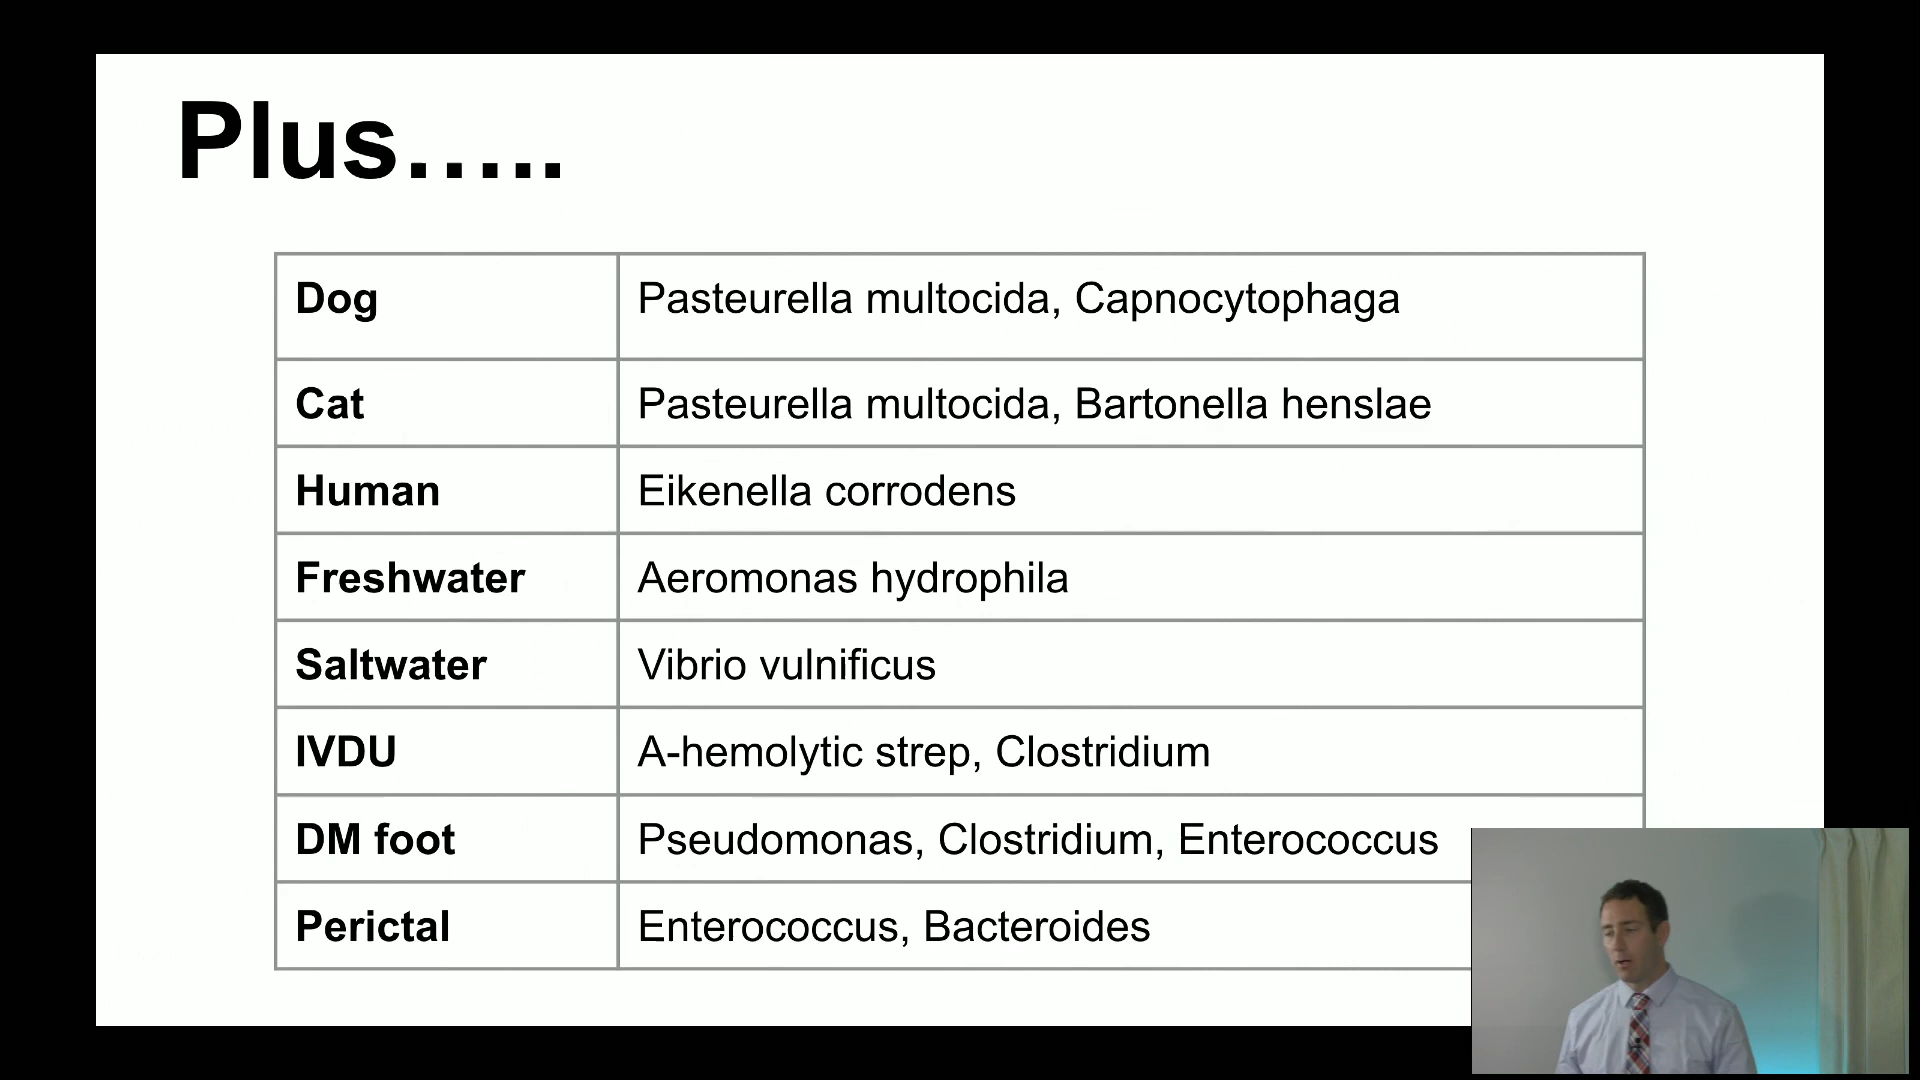 Plus…..
Dog Pasteurella multocida, Capnocytophaga
Cat Pasteurella multocida, Bartonella henslae
Human Eikenella corrodens
Freshwater Aeromonas hydrophila
Saltwater Vibrio vulnificus
IVDU A-hemolytic strep, Clostridium
DM foot Pseudomonas, Clostridium, Enterococcus
Perictal Enterococcus, Bacteroides